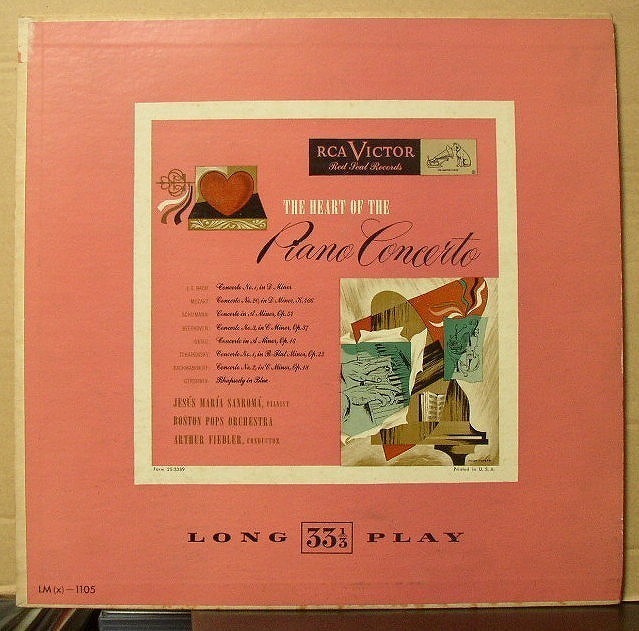 RCA VICTOR
Red Seal Records
THE HEART OF THE
Piano Concerto
J. S. BACH: Concerto No. 1, in D Minor
MOZART: Concerto No. 20, in D Minor, K. 466
SCHUMANN: Concerto in A Minor, Op. 54
BEETHOVEN: Concerto No. 3, in C Minor, Op. 37
GRIEG: Concerto in A Minor, Op. 16
TCHAIKOVSKY: Concerto No. 1, in B-Flat Minor, Op. 23
RACHMANINOFF: Concerto No. 2, in C Minor, Op. 18
GERSHWIN: Rhapsody in Blue
JESÚS MARÍA SANROMÁ, PIANIST
BOSTON POPS ORCHESTRA
ARTHUR FIEDLER, CONDUCTOR
Form 25-3359
Printed in U. S. A.
LONG 33⅓ PLAY
LM (x)—1105